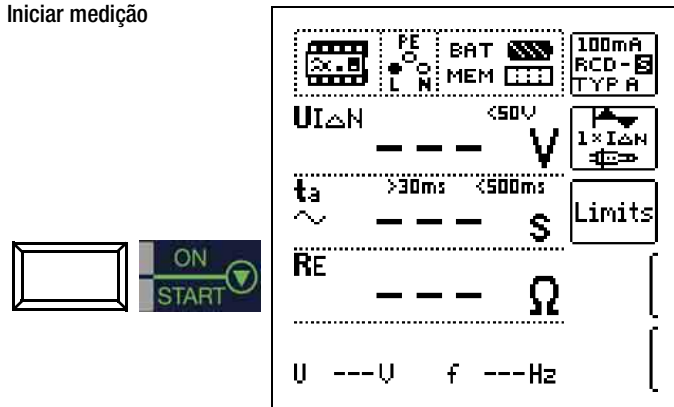 Iniciar medição
ON
START
PE
L N
BAT
MEM
100mA
RCD-S
TYP A
UI△N <50V
--- V
1×I△N
ta >30ms <500ms
~ --- s
Limits
RE
--- Ω
U ---V f ---Hz